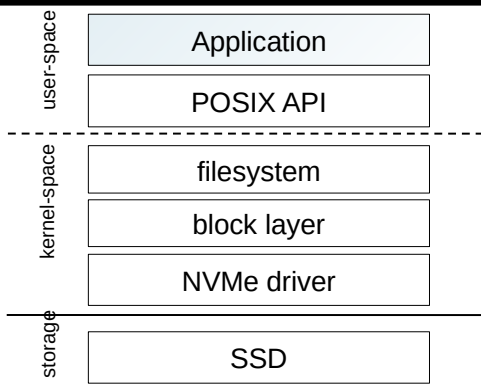 user-space
Application
POSIX API
kernel-space
filesystem
block layer
NVMe driver
storage
SSD